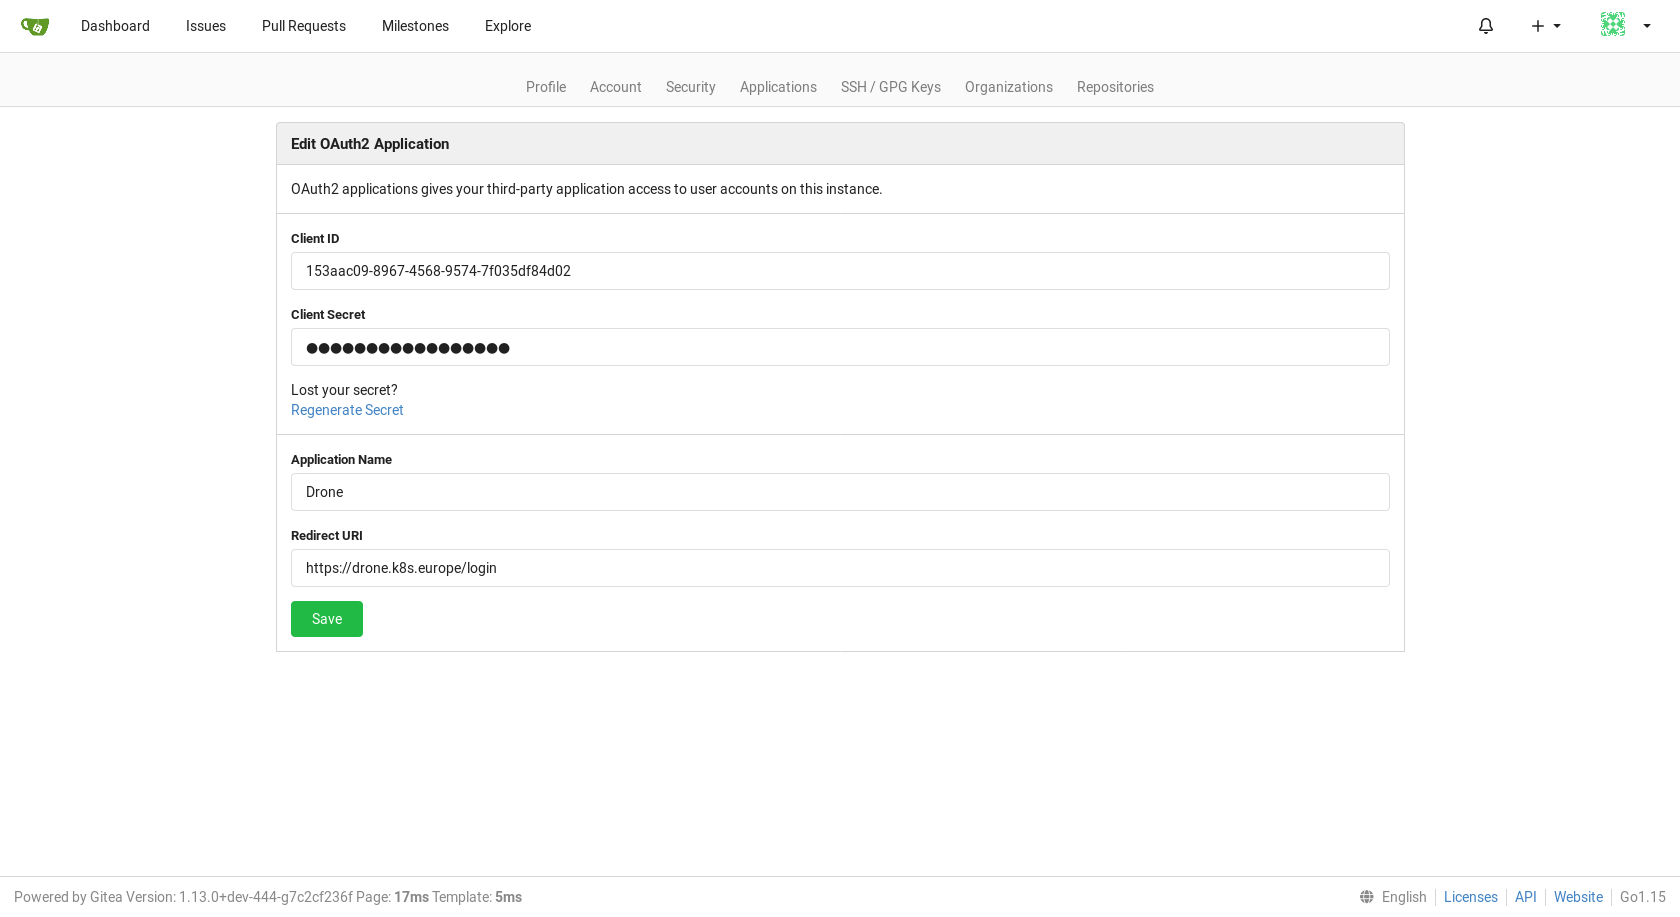 Dashboard Issues Pull Requests Milestones Explore
Profile Account Security Applications SSH / GPG Keys Organizations Repositories
Edit OAuth2 Application
OAuth2 applications gives your third-party application access to user accounts on this instance.
Client ID
153aac09-8967-4568-9574-7f035df84d02
Client Secret
●●●●●●●●●●●●●●●●●
Lost your secret?
Regenerate Secret
Application Name
Drone
Redirect URI
https://drone.k8s.europe/login
Save
Powered by Gitea Version: 1.13.0+dev-444-g7c2cf236f Page: 17ms Template: 5ms English Licenses API Website Go1.15